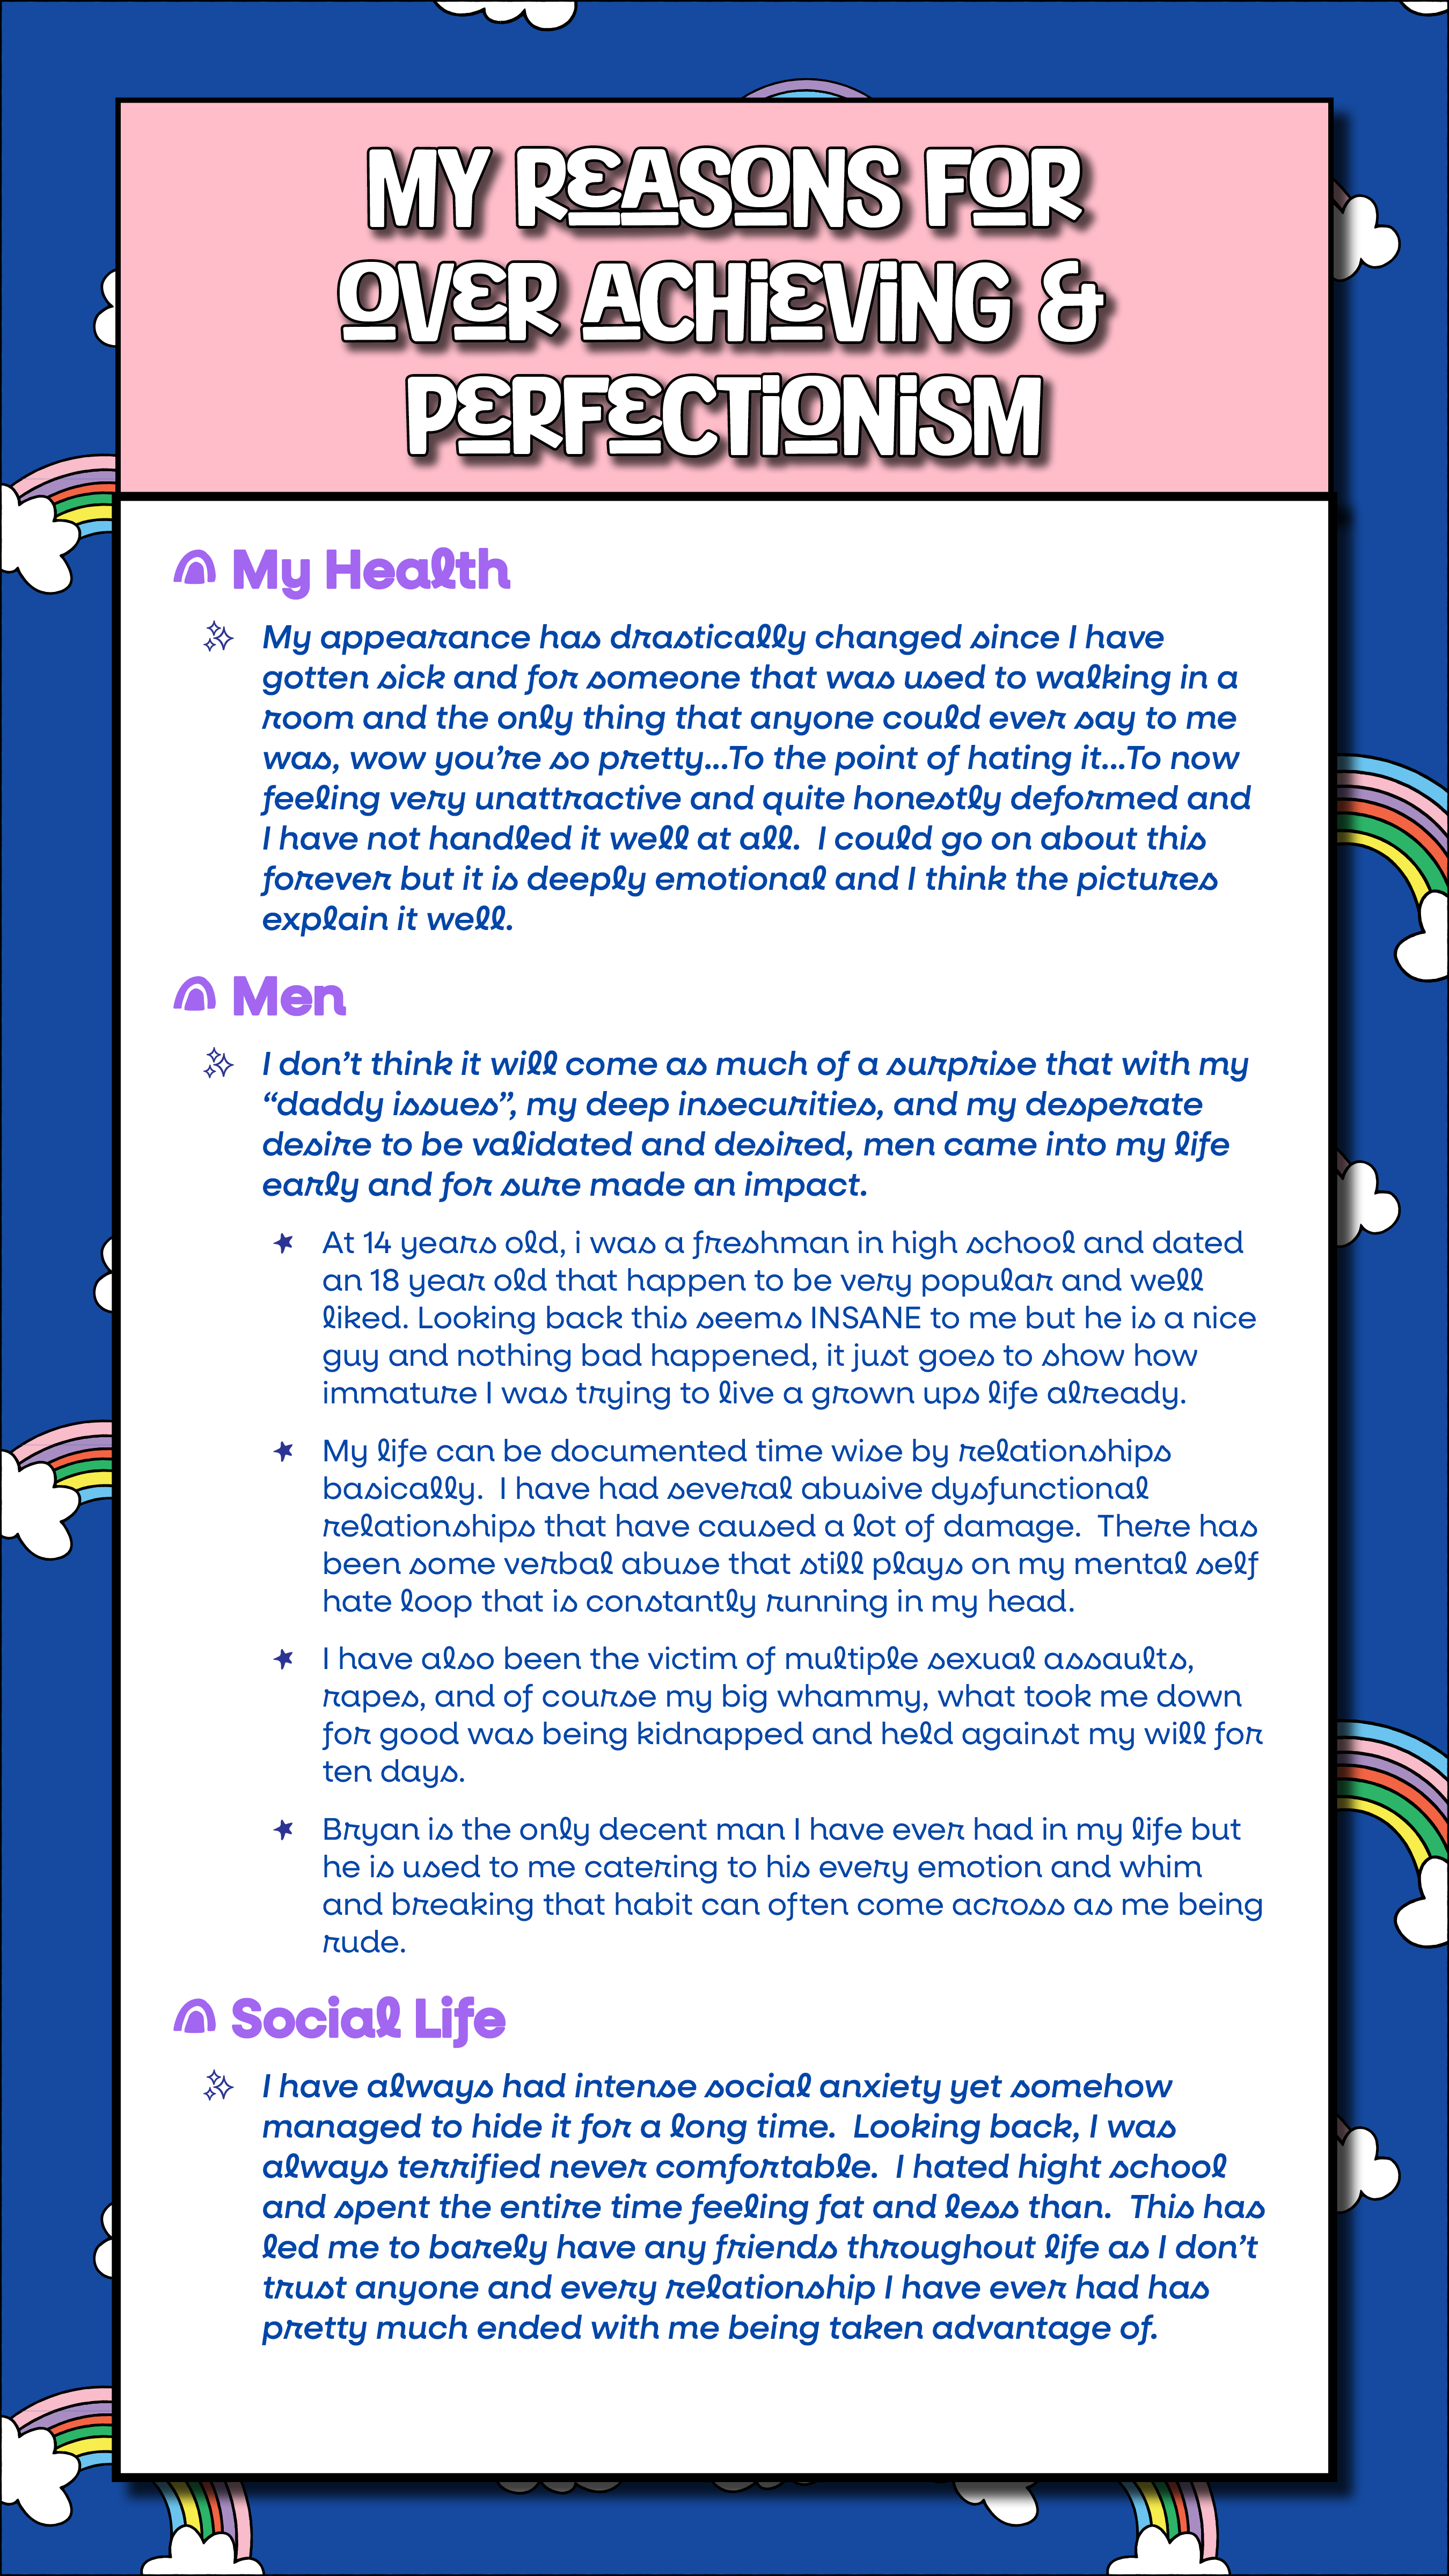 MY REASONS FOR
OVER ACHiEViNG &
PERFECTiONiSM
My Health
My appearance has drastically changed since I have
gotten sick and for someone that was used to walking in a
room and the only thing that anyone could ever say to me
was, wow you're so pretty...To the point of hating it...To now
feeling very unattractive and quite honestly deformed and
I have not handled it well at all.  I could go on about this
forever but it is deeply emotional and I think the pictures
explain it well.
Men
I don't think it will come as much of a surprise that with my
“daddy issues”, my deep insecurities, and my desperate
desire to be validated and desired, men came into my life
early and for sure made an impact.
At 14 years old, i was a freshman in high school and dated
an 18 year old that happen to be very popular and well
liked. Looking back this seems INSANE to me but he is a nice
guy and nothing bad happened, it just goes to show how
immature I was trying to live a grown ups life already.
My life can be documented time wise by relationships
basically.  I have had several abusive dysfunctional
relationships that have caused a lot of damage.  There has
been some verbal abuse that still plays on my mental self
hate loop that is constantly running in my head.
I have also been the victim of multiple sexual assaults,
rapes, and of course my big whammy, what took me down
for good was being kidnapped and held against my will for
ten days.
Bryan is the only decent man I have ever had in my life but
he is used to me catering to his every emotion and whim
and breaking that habit can often come across as me being
rude.
Social Life
I have always had intense social anxiety yet somehow
managed to hide it for a long time.  Looking back, I was
always terrified never comfortable.  I hated hight school
and spent the entire time feeling fat and less than.  This has
led me to barely have any friends throughout life as I don't
trust anyone and every relationship I have ever had has
pretty much ended with me being taken advantage of.